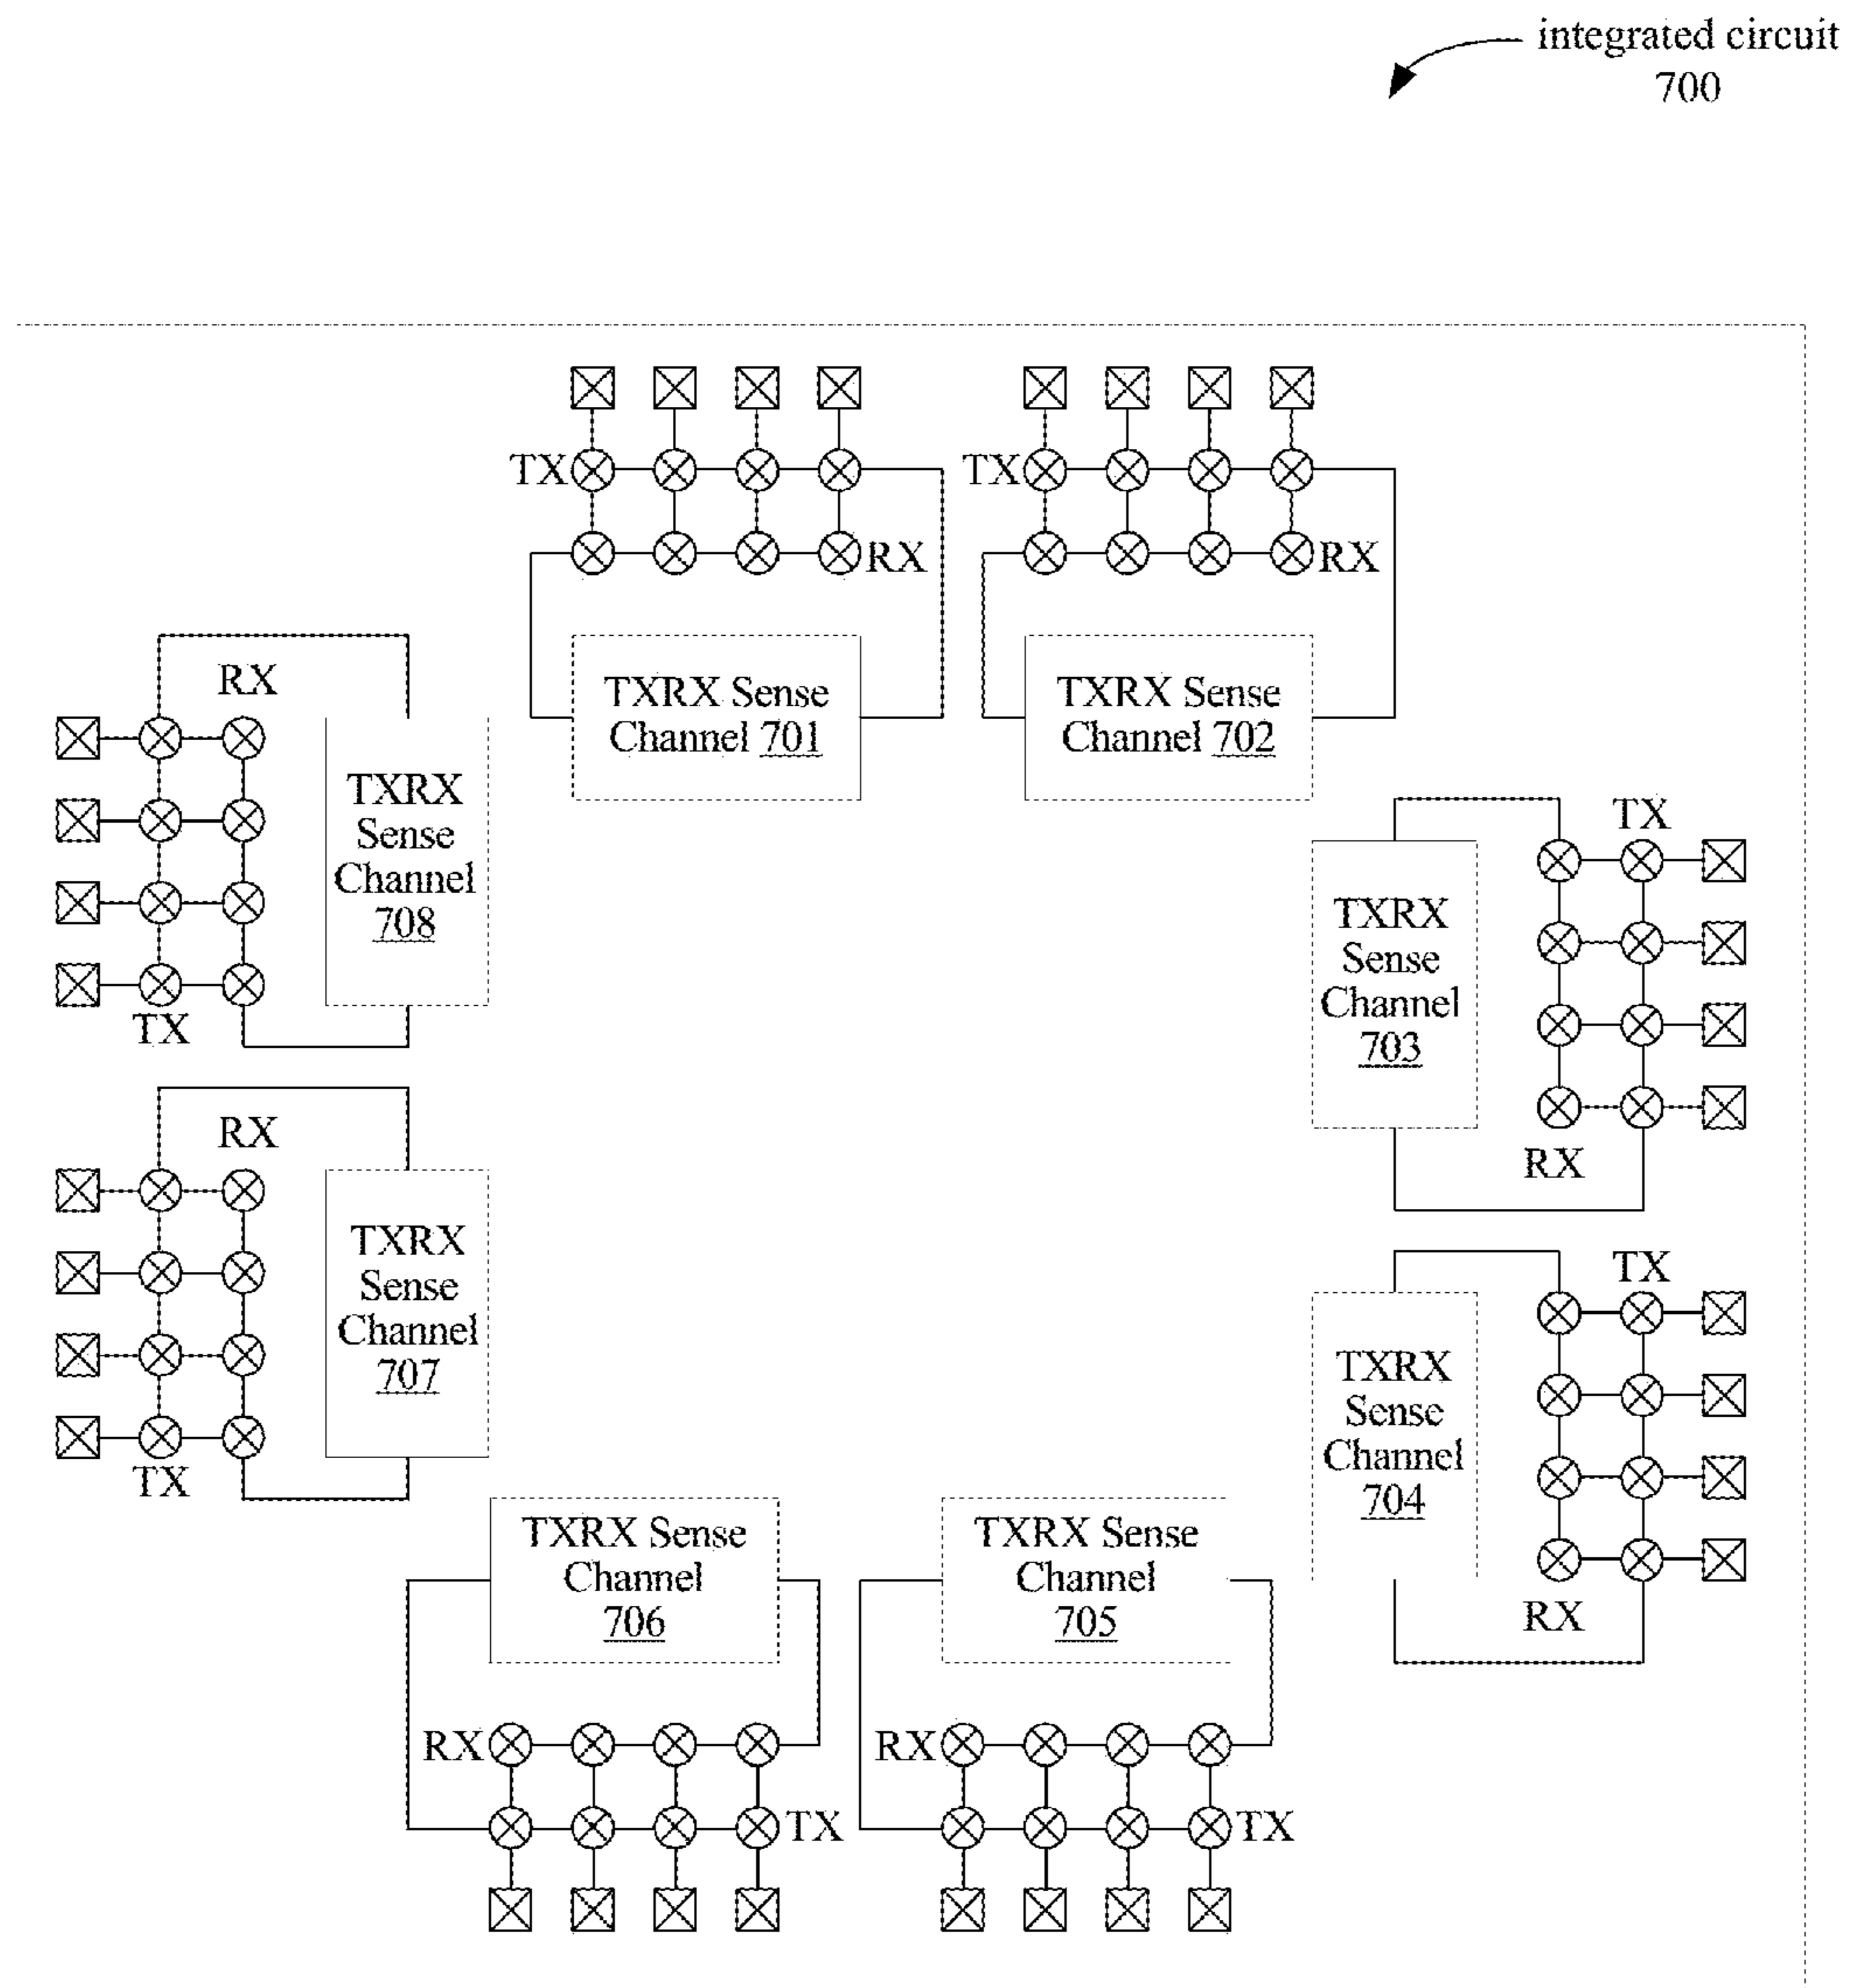 integrated circuit
700
TX
RX
TXRX Sense
Channel 701
TX
RX
TXRX Sense
Channel 702
RX
TXRX
Sense
Channel
708
TX
TX
TXRX
Sense
Channel
703
RX
RX
TXRX
Sense
Channel
707
TX
TX
TXRX
Sense
Channel
704
RX
TXRX Sense
Channel
706
RX
TX
TXRX Sense
Channel
705
RX
TX